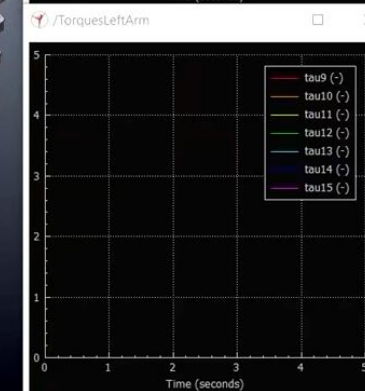 /TorquesLeftArm
5
tau9 (-)
tau10 (-)
4
tau11 (-)
tau12 (-)
tau13 (-)
3
tau14 (-)
tau15 (-)
2
1
0
0 1 2 3 4 5
Time (seconds)